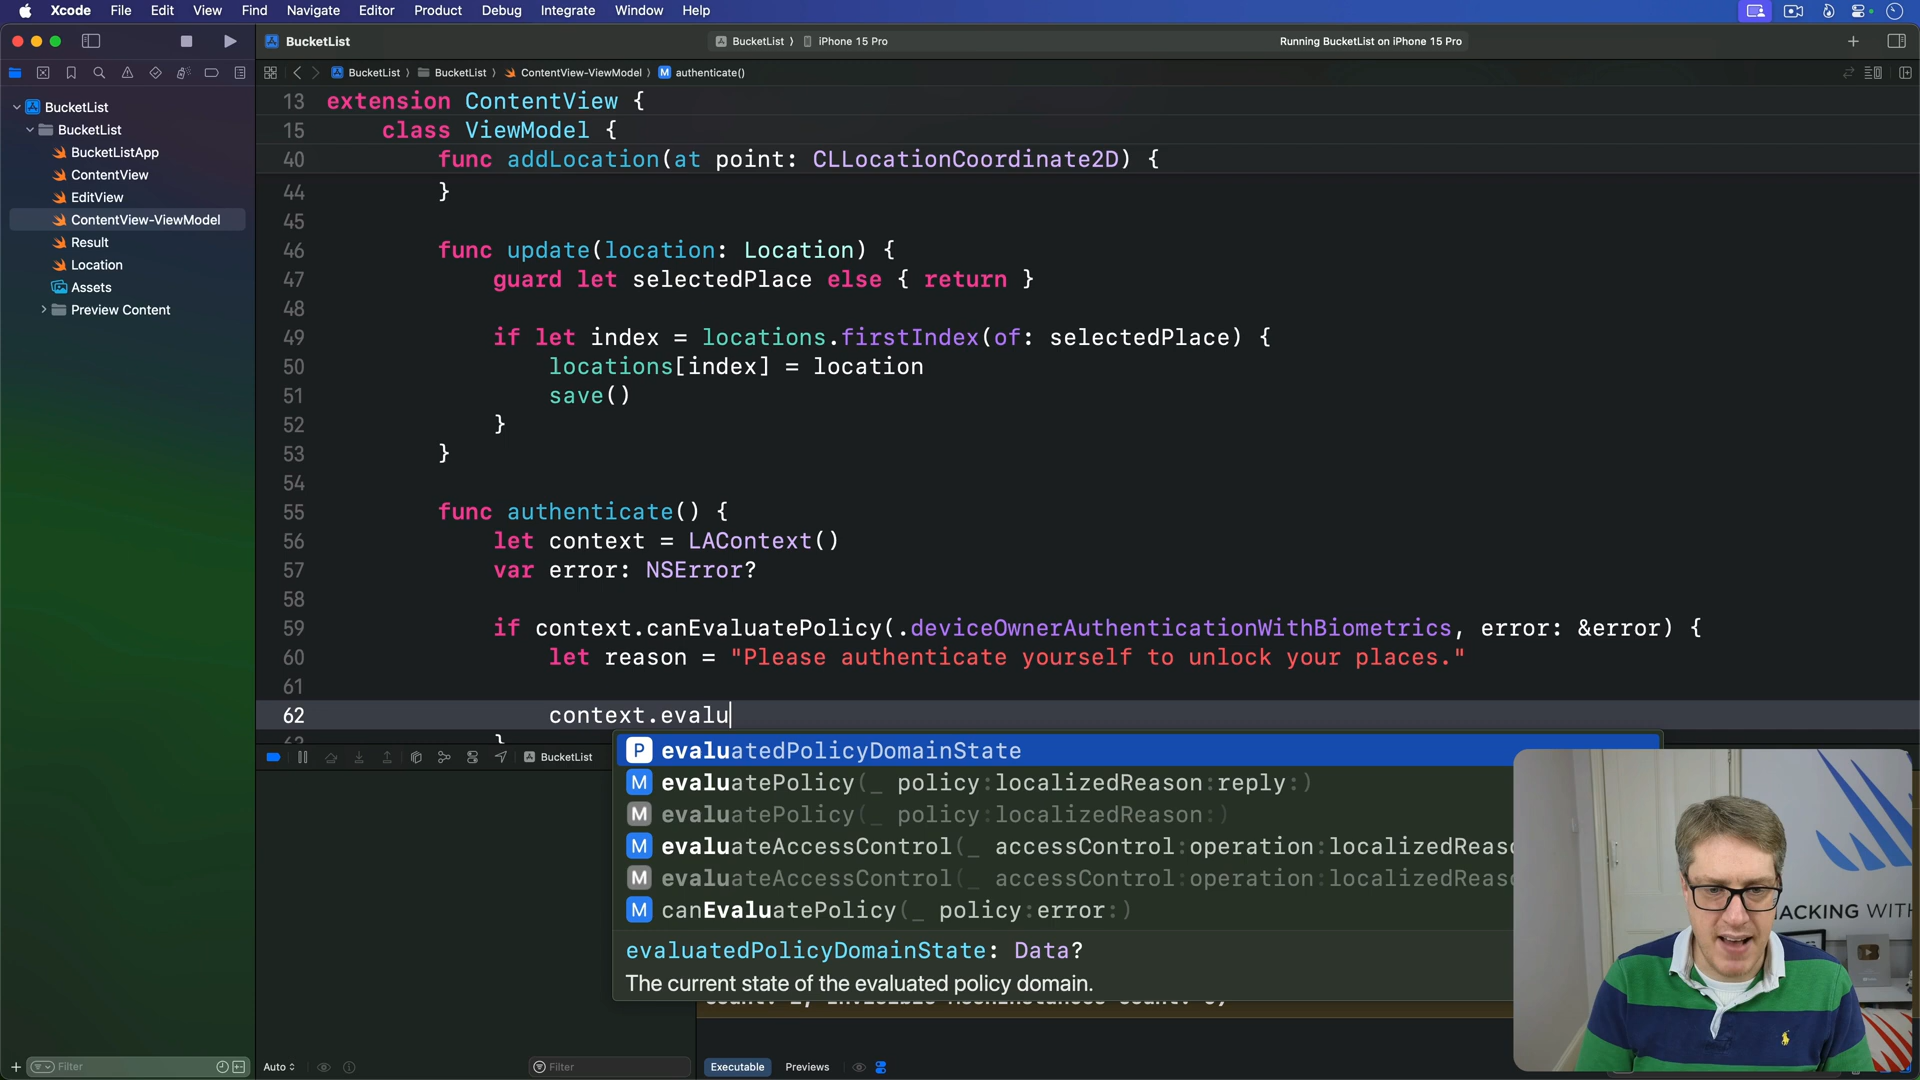 Xcode File Edit View Find Navigate Editor Product Debug Integrate Window Help
BucketList
BucketList 〉 iPhone 15 Pro
Running BucketList on iPhone 15 Pro
BucketList 〉 BucketList 〉 ContentView-ViewModel 〉 M authenticate()
BucketList
BucketList
BucketListApp
ContentView
EditView
ContentView-ViewModel
Result
Location
Assets
Preview Content
13 extension ContentView {
15 class ViewModel {
40 func addLocation(at point: CLLocationCoordinate2D) {
44 }
45
46 func update(location: Location) {
47 guard let selectedPlace else { return }
48
49 if let index = locations.firstIndex(of: selectedPlace) {
50 locations[index] = location
51 save()
52 }
53 }
54
55 func authenticate() {
56 let context = LAContext()
57 var error: NSError?
58
59 if context.canEvaluatePolicy(.deviceOwnerAuthenticationWithBiometrics, error: &error) {
60 let reason = "Please authenticate yourself to unlock your places."
61
62 context.evalu
}
BucketList
P evaluatedPolicyDomainState
M evaluatePolicy(_ policy:localizedReason:reply:)
M evaluatePolicy(_ policy:localizedReason:)
M evaluateAccessControl(_ accessControl:operation:localizedReaso
M evaluateAccessControl(_ accessControl:operation:localizedReaso
M canEvaluatePolicy(_ policy:error:)
evaluatedPolicyDomainState: Data?
The current state of the evaluated policy domain.
HACKING WITH
Filter
Auto
Filter
Executable Previews